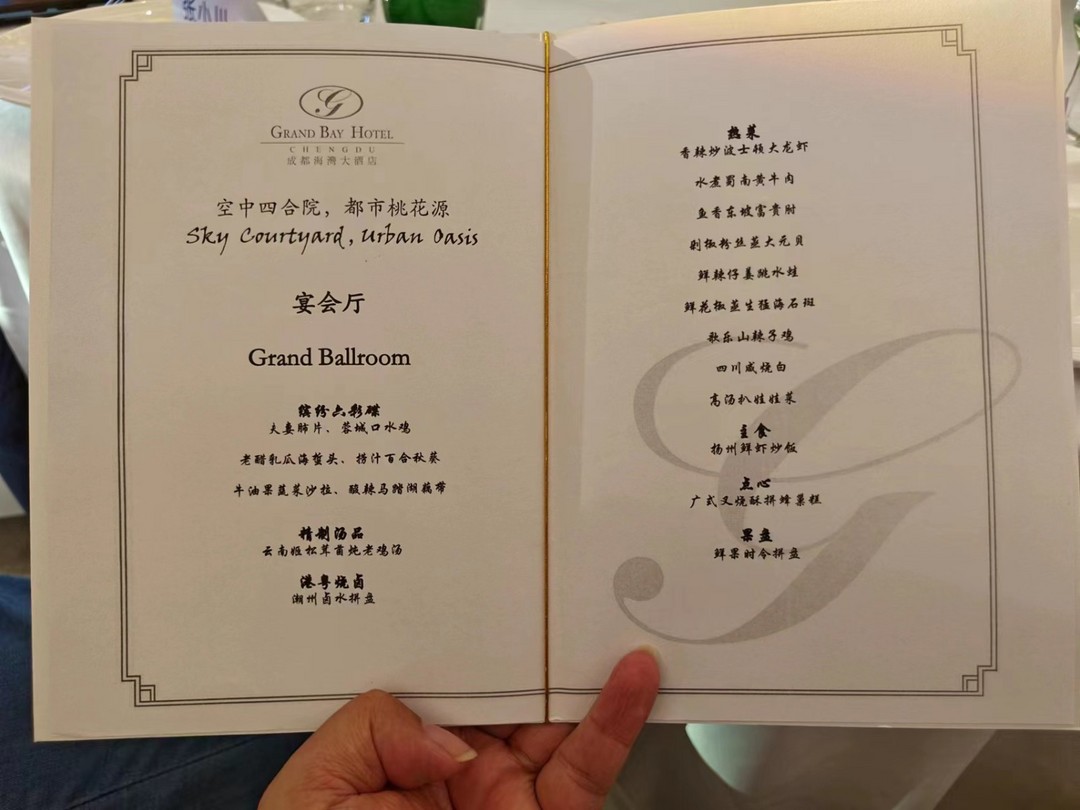 张小川
G
GRAND BAY HOTEL
CHENGDU
成都海湾大酒店
空中四合院，都市桃花源
Sky Courtyard, Urban Oasis
宴会厅
Grand Ballroom
缤纷六彩碟
夫妻肺片、蓉城口水鸡
老醋乳瓜海蜇头、捞汁百合秋葵
牛油果蔬菜沙拉、酸辣马踏湖藕带
精制汤品
云南姬松茸菌炖老鸡汤
港粤烧卤
潮州卤水拼盘
热菜
香辣炒波士顿大龙虾
水煮蜀南黄牛肉
鱼香东坡富贵肘
剁椒粉丝蒸大元贝
鲜辣仔姜跳水蛙
鲜花椒蒸生猛海石斑
歌乐山辣子鸡
四川咸烧白
高汤扒娃娃菜
主食
扬州鲜虾炒饭
点心
广式叉烧酥拼蜂巢糕
果盘
鲜果时令拼盘
G